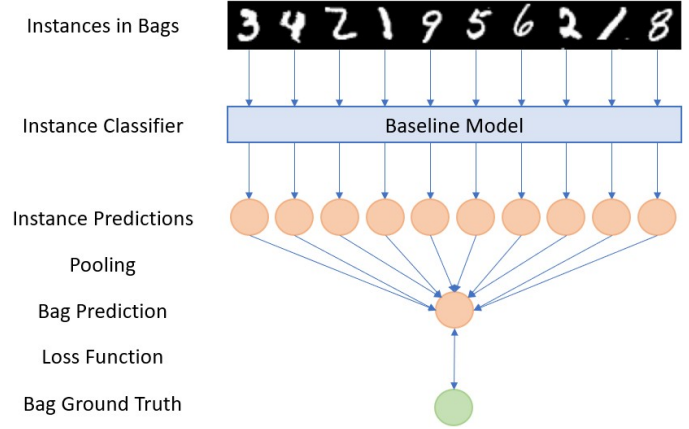 Instances in Bags
3 4 2 1 9 5 6 2 1 8
Instance Classifier
Baseline Model
Instance Predictions
Pooling
Bag Prediction
Loss Function
Bag Ground Truth